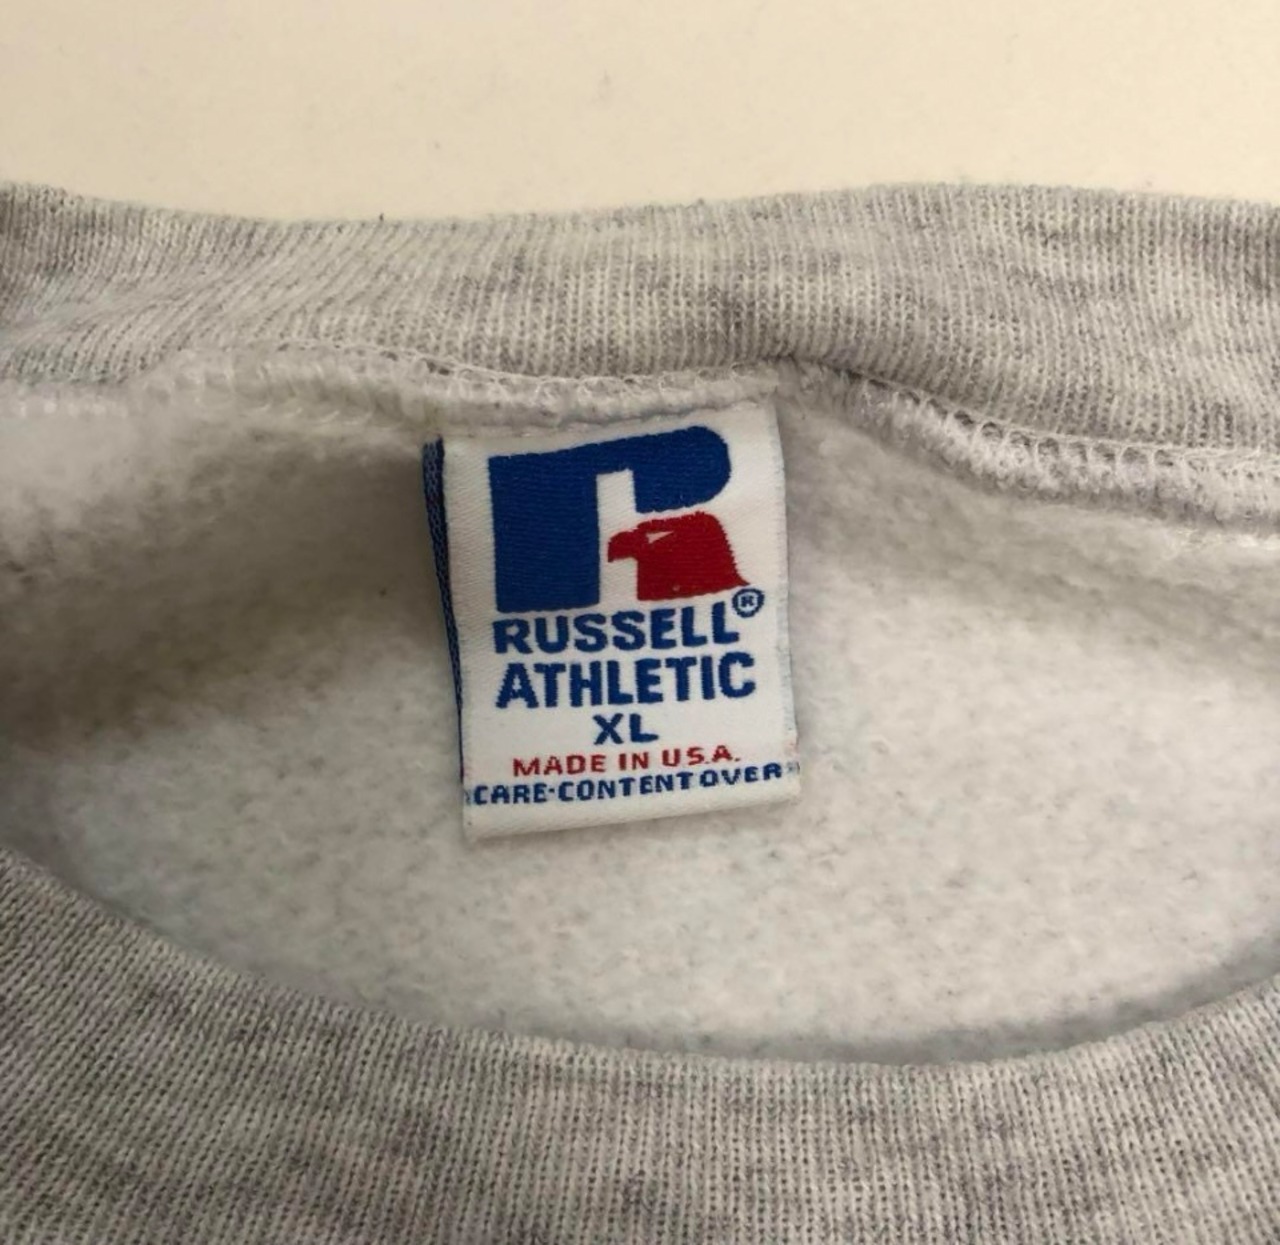 RUSSELL®
ATHLETIC
XL
MADE IN U.S.A.
CARE·CONTENT OVER